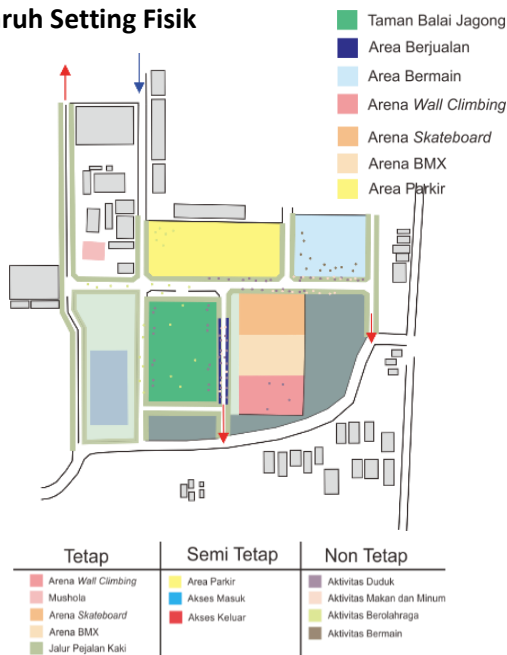 ruh Setting Fisik
Taman Balai Jagong
Area Berjualan
Area Bermain
Arena Wall Climbing
Arena Skateboard
Arena BMX
Area Parkir
Tetap
Arena Wall Climbing
Mushola
Arena Skateboard
Arena BMX
Jalur Pejalan Kaki
Semi Tetap
Area Parkir
Akses Masuk
Akses Keluar
Non Tetap
Aktivitas Duduk
Aktivitas Makan dan Minum
Aktivitas Berolahraga
Aktivitas Bermain